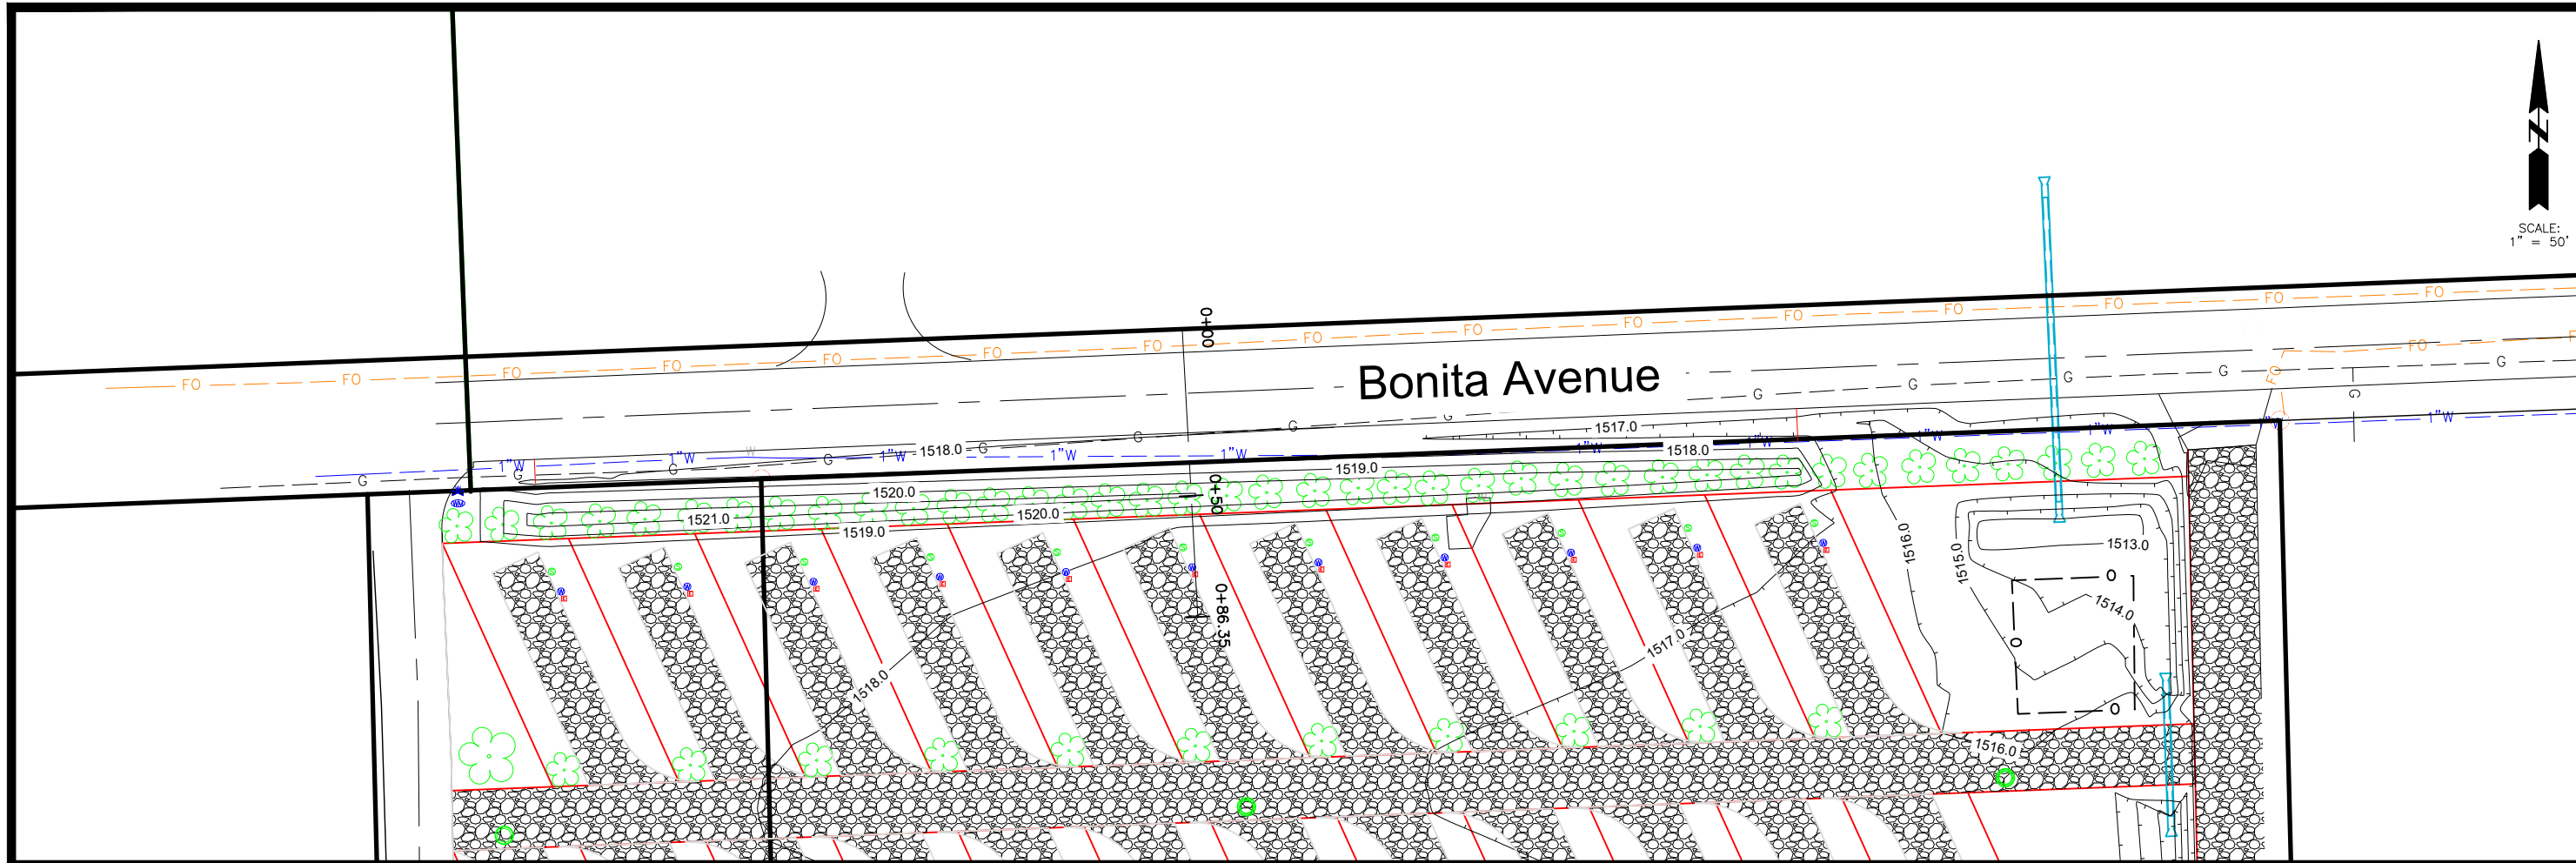 N
SCALE:
1" = 50'
0+00
FO FO FO FO FO FO FO FO FO FO FO FO FO FO FO
FO FO
Bonita Avenue
G G G G G G G G G G G G G
G
1"W 1"W 1"W 1"W 1"W 1"W 1"W 1"W 1"W 1"W
W
1"W
1517.0
1518.0
1518.0
1519.0
1520.0
0+50
1521.0
1520.0
1519.0
1516.0
1515.0
1513.0
O
1514.0
O
O
0+86.35
1517.0
1518.0
1516.0